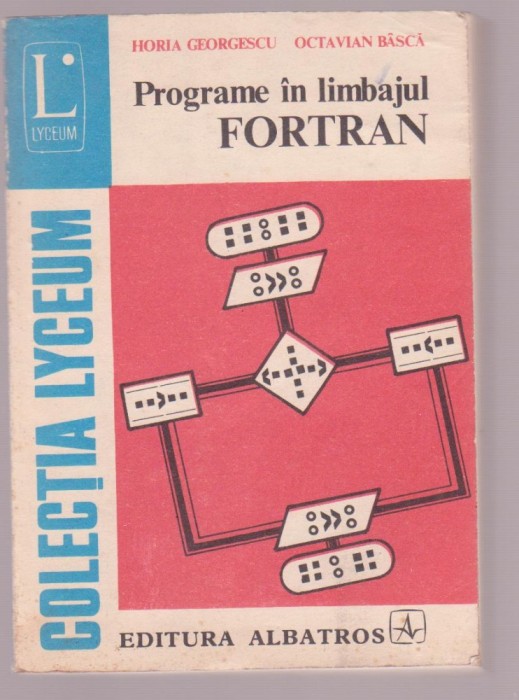 HORIA GEORGESCU OCTAVIAN BÂSCĂ
Programe în limbajul
FORTRAN
L
LYCEUM
COLECȚIA LYCEUM
EDITURA ALBATROS